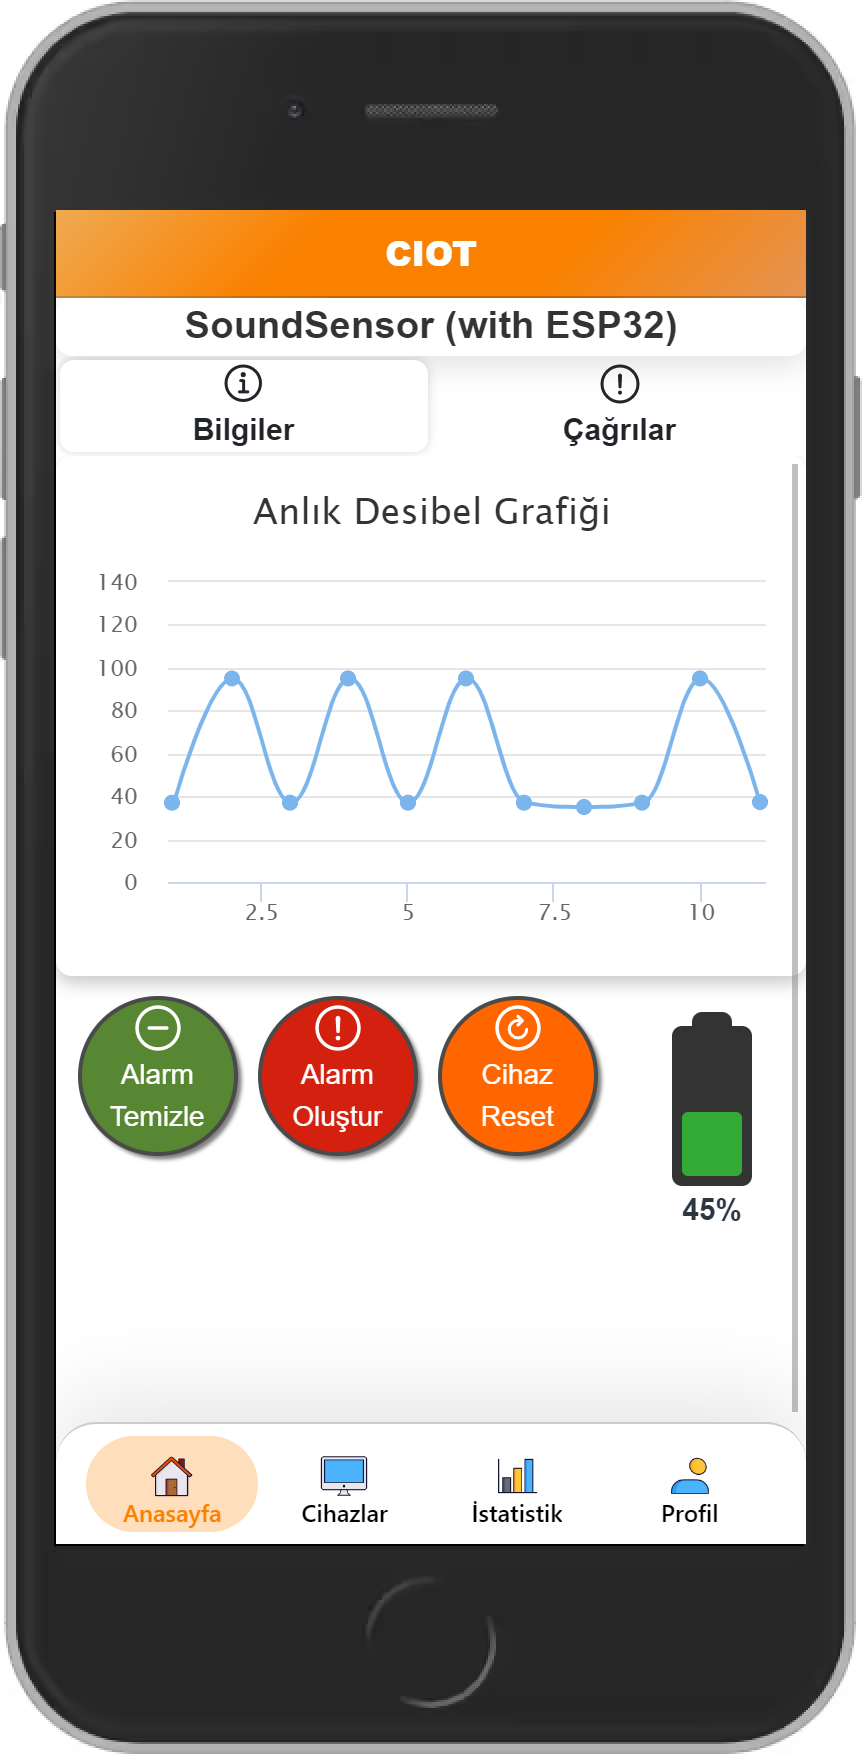 CIOT
SoundSensor (with ESP32)
Bilgiler
Çağrılar
Anlık Desibel Grafiği
140
120
100
80
60
40
20
0
2.5
5
7.5
10
Alarm
Temizle
Alarm
Oluştur
Cihaz
Reset
45%
Anasayfa
Cihazlar
İstatistik
Profil